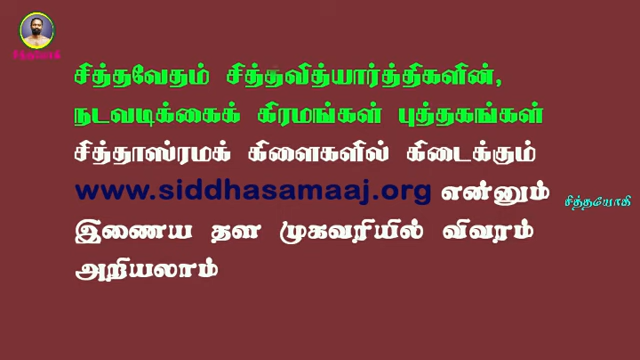 சித்தயோகி
சித்தவேதம் சித்தவித்யார்த்திகளின்,
நடவடிக்கைக் கிரமங்கள் புத்தகங்கள்
சித்தாஸ்ரமக் கிளைகளில் கிடைக்கும்
www.siddhasamaaj.org என்னும்
சித்தயோகி
இணைய தள முகவரியில் விவரம்
அறியலாம்